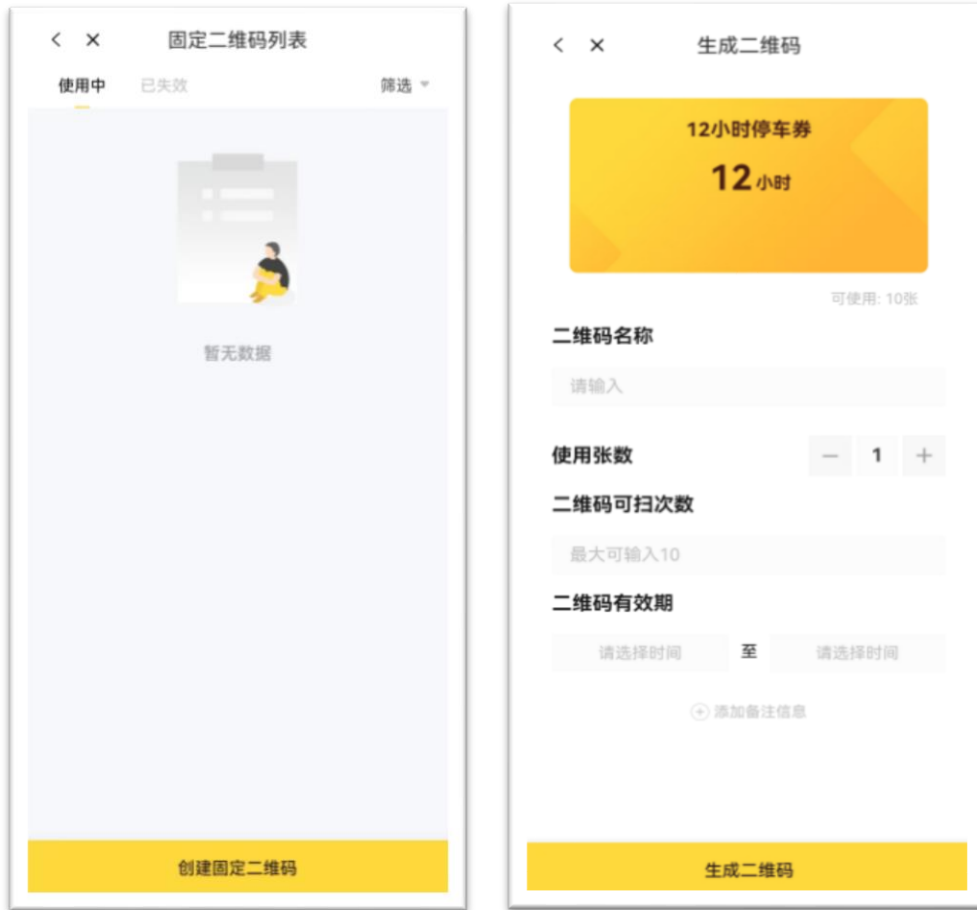 固定二维码列表
使用中 已失效 筛选
暂无数据
创建固定二维码
生成二维码
12小时停车券
12小时
可使用: 10张
二维码名称
请输入
使用张数 1
二维码可扫次数
最大可输入10
二维码有效期
请选择时间 至 请选择时间
添加备注信息
生成二维码